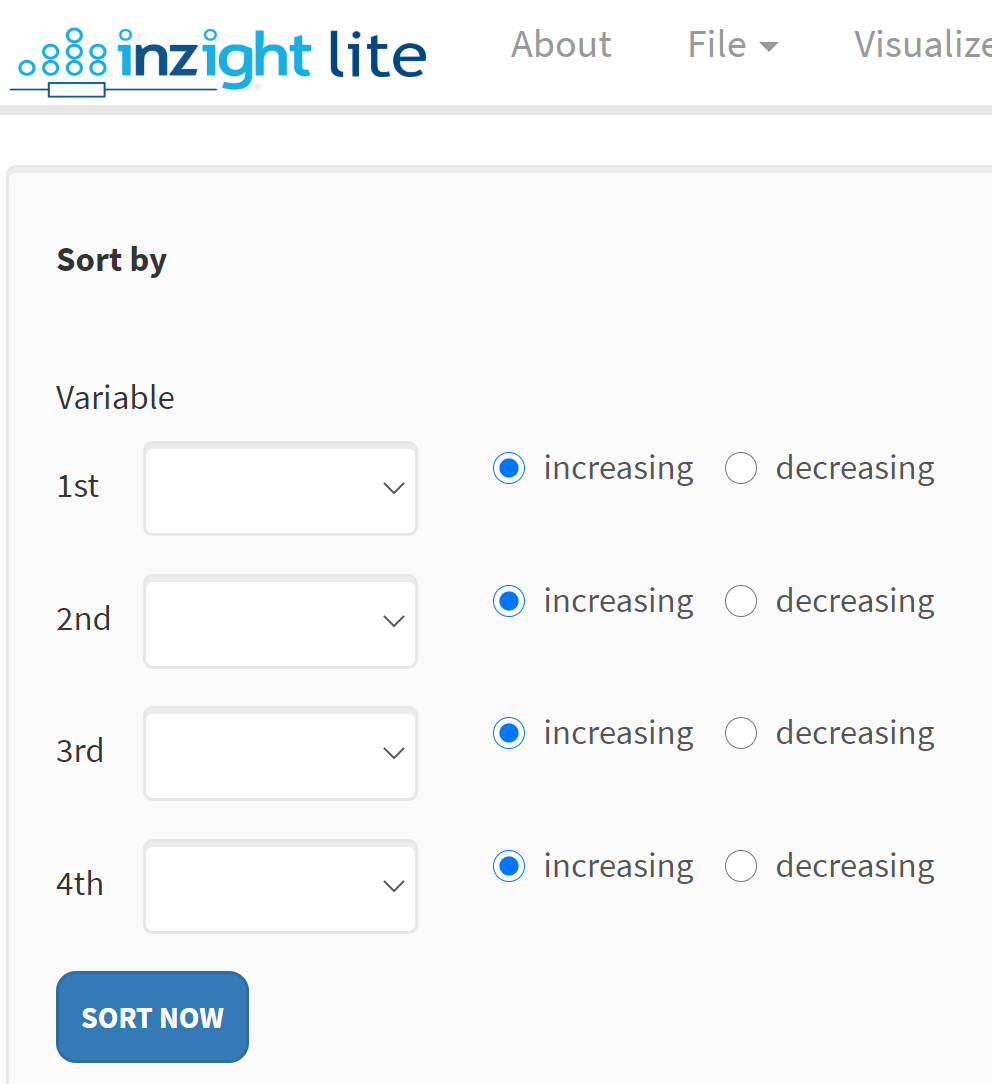 inzight lite About File Visualize
Sort by
Variable
1st increasing decreasing
2nd increasing decreasing
3rd increasing decreasing
4th increasing decreasing
SORT NOW